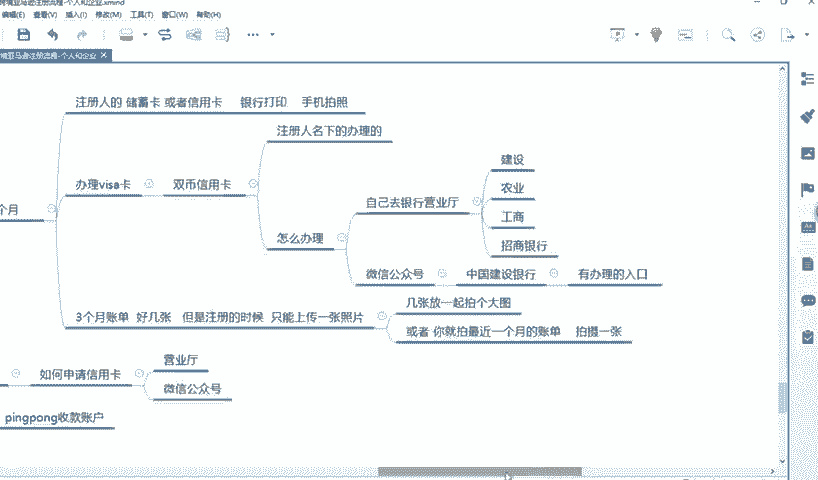 跨境亚马逊注册流程-个人和企业.xmind
编辑(E) 查看(V) 插入(I) 修改(M) 工具(T) 窗口(W) 帮助(H)
亚马逊注册流程-个人和企业
注册人的 储蓄卡 或者信用卡 银行打印 手机拍照
注册人名下的办理的
建设
办理visa卡 双币信用卡
农业
自己去银行营业厅
个月
工商
怎么办理
招商银行
微信公众号 中国建设银行 有办理的入口
几张放一起拍个大图
3个月账单 好几张 但是注册的时候 只能上传一张照片
或者 你就拍最近一个月的账单 拍摄一张
营业厅
如何申请信用卡
微信公众号
pingpong收款账户